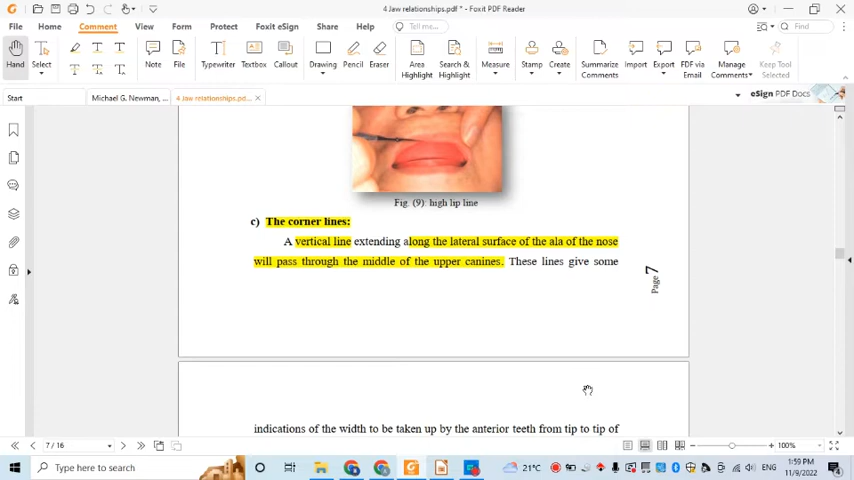 4 Jaw relationships.pdf * - Foxit PDF Reader
File Home Comment View Form Protect Foxit eSign Share Help Tell me... Find
Hand Select Note File Typewriter Textbox Callout Drawing Pencil Eraser Area Highlight Search & Highlight Measure Stamp Create Summarize Comments Import Export FDF via Email Manage Comments Keep Tool Selected
Start Michael G. Newman, ... 4 Jaw relationships.pd... eSign PDF Docs
Fig. (9): high lip line
c) The corner lines:
A vertical line extending along the lateral surface of the ala of the nose
will pass through the middle of the upper canines. These lines give some
Page 7
indications of the width to be taken up by the anterior teeth from tip to tip of
7 / 16 100%
Type here to search 21°C ENG 1:59 PM 11/9/2022 4